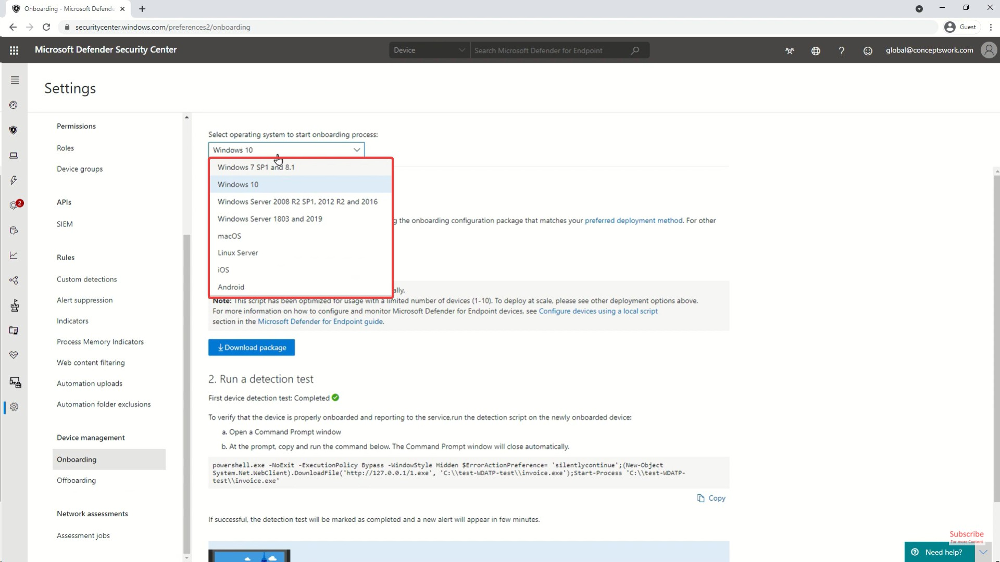 Onboarding - Microsoft Defende
securitycenter.windows.com/preferences2/onboarding
Guest
Microsoft Defender Security Center
Device
Search Microsoft Defender for Endpoint
global@conceptswork.com
Settings
Permissions
Roles
Device groups
APIs
2
SIEM
Rules
Custom detections
Alert suppression
Indicators
Process Memory Indicators
Web content filtering
Automation uploads
Automation folder exclusions
Device management
Onboarding
Offboarding
Network assessments
Assessment jobs
Select operating system to start onboarding process:
Windows 10
Windows 7 SP1 and 8.1
Windows 10
Windows Server 2008 R2 SP1, 2012 R2 and 2016
Windows Server 1803 and 2019
g the onboarding configuration package that matches your preferred deployment method. For other
macOS
Linux Server
iOS
Android
ally.
Note: This script has been optimized for usage with a limited number of devices (1-10). To deploy at scale, please see other deployment options above.
For more information on how to configure and monitor Microsoft Defender for Endpoint devices, see Configure devices using a local script
section in the Microsoft Defender for Endpoint guide.
Download package
2. Run a detection test
First device detection test: Completed
To verify that the device is properly onboarded and reporting to the service,run the detection script on the newly onboarded device:
a. Open a Command Prompt window
b. At the prompt, copy and run the command below. The Command Prompt window will close automatically.
powershell.exe -NoExit -ExecutionPolicy Bypass -WindowStyle Hidden $ErrorActionPreference= 'silentlycontinue';(New-Object
System.Net.WebClient).DownloadFile('http://127.0.0.1/1.exe', 'C:\\test-WDATP-test\\invoice.exe');Start-Process 'C:\\test-WDATP-
test\\invoice.exe'
Copy
If successful, the detection test will be marked as completed and a new alert will appear in few minutes.
Subscribe
For more Content
Need help?